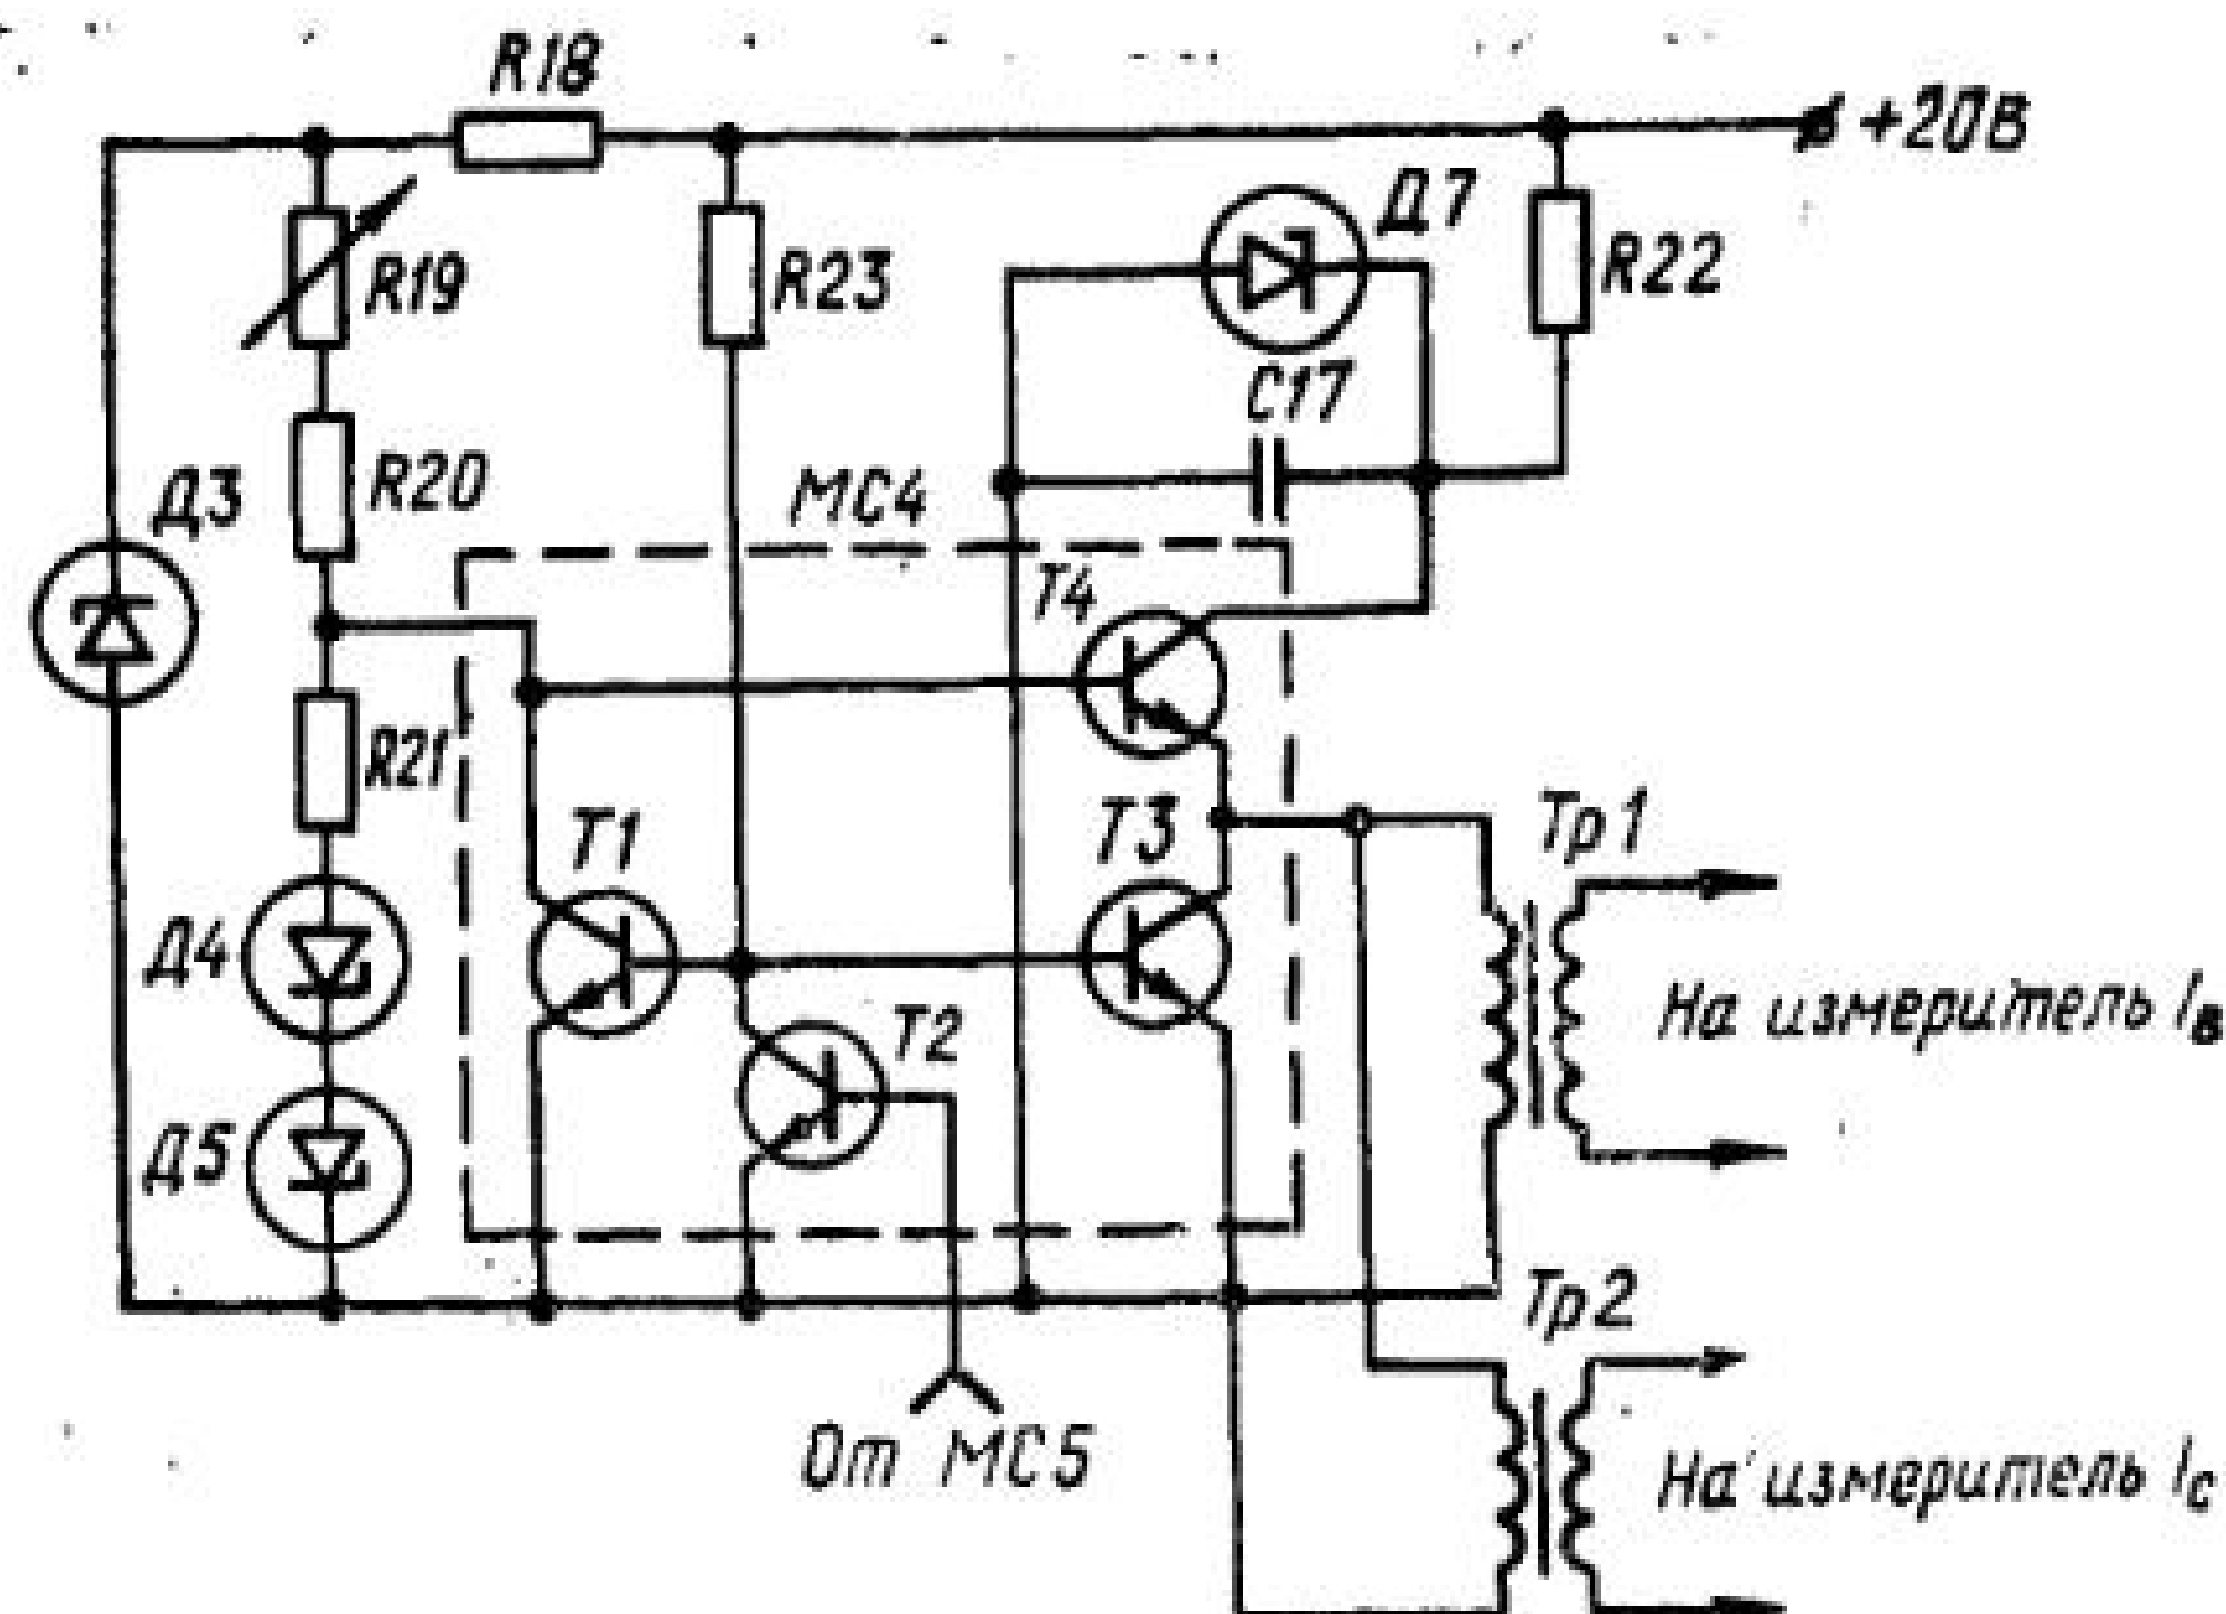 R18
+20В
Д7
R19
R23
R22
C17
Д3
R20
МС4
Т4
R21
Т1
Т3
Тр1
Д4
Т2
На измеритель Iв
Д5
Тр2
От МС5
На измеритель Iс